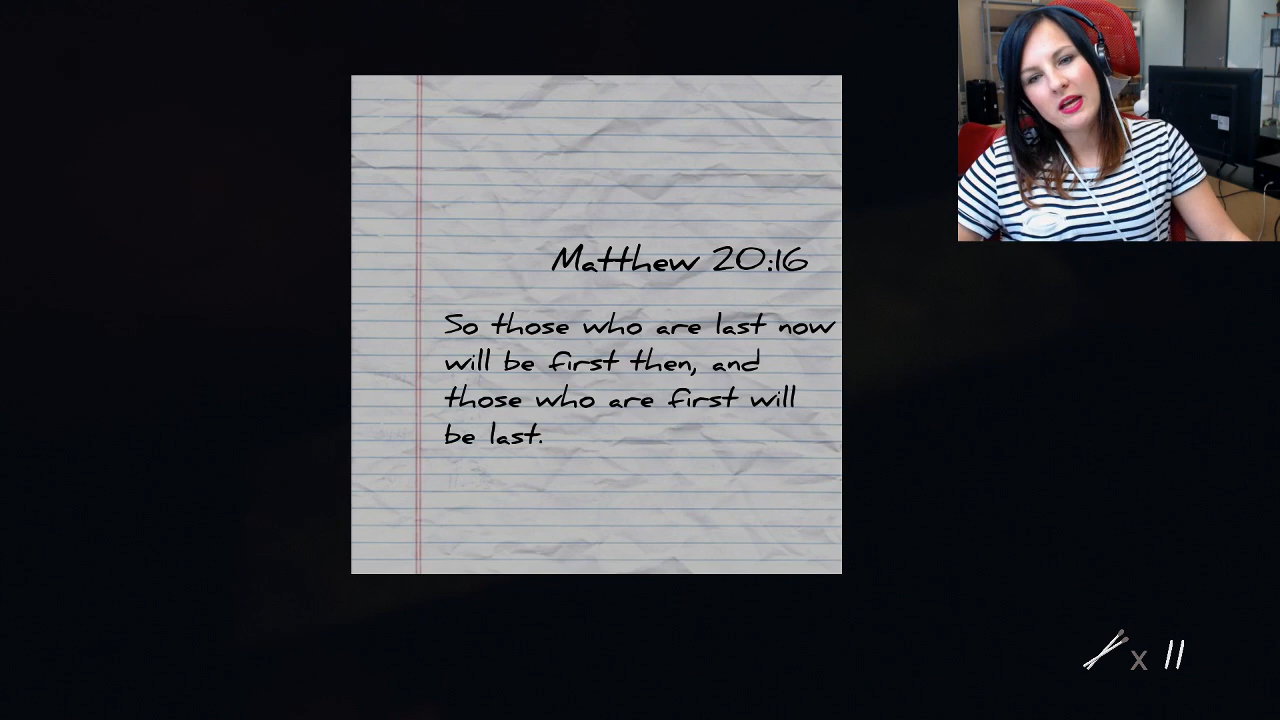 Matthew 20:16
So those who are last now
will be first then, and
those who are first will
be last.
x 11